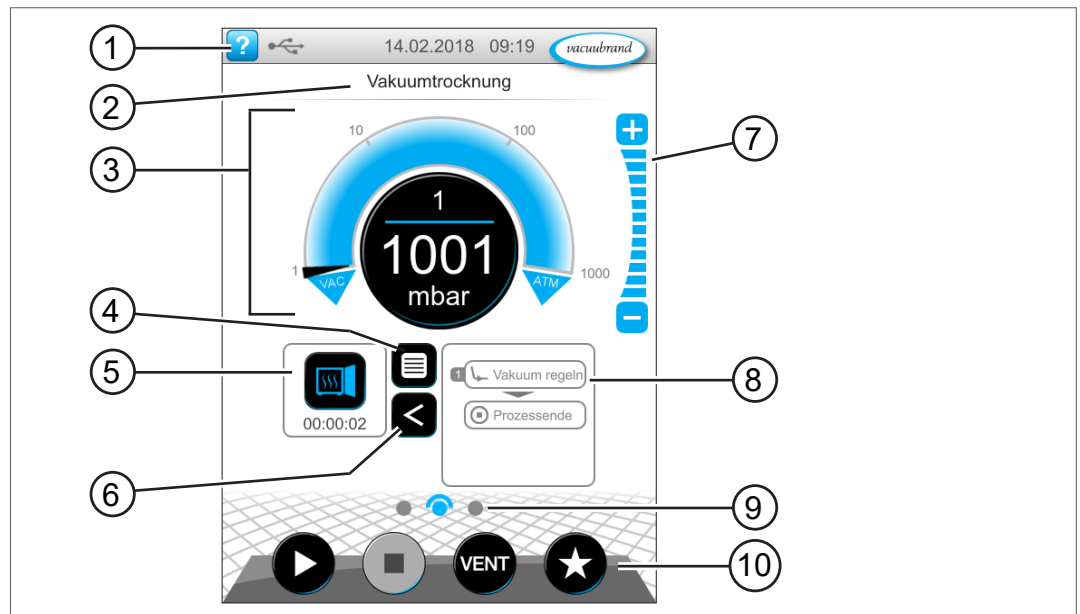 1
? 14.02.2018 09:19 vacuubrand
2
Vakuumtrocknung
3
10
100
7
1
1001
mbar
1
VAC
ATM
1000
4
5
00:00:02
1 Vakuum regeln
Prozessende
8
6
9
VENT
10